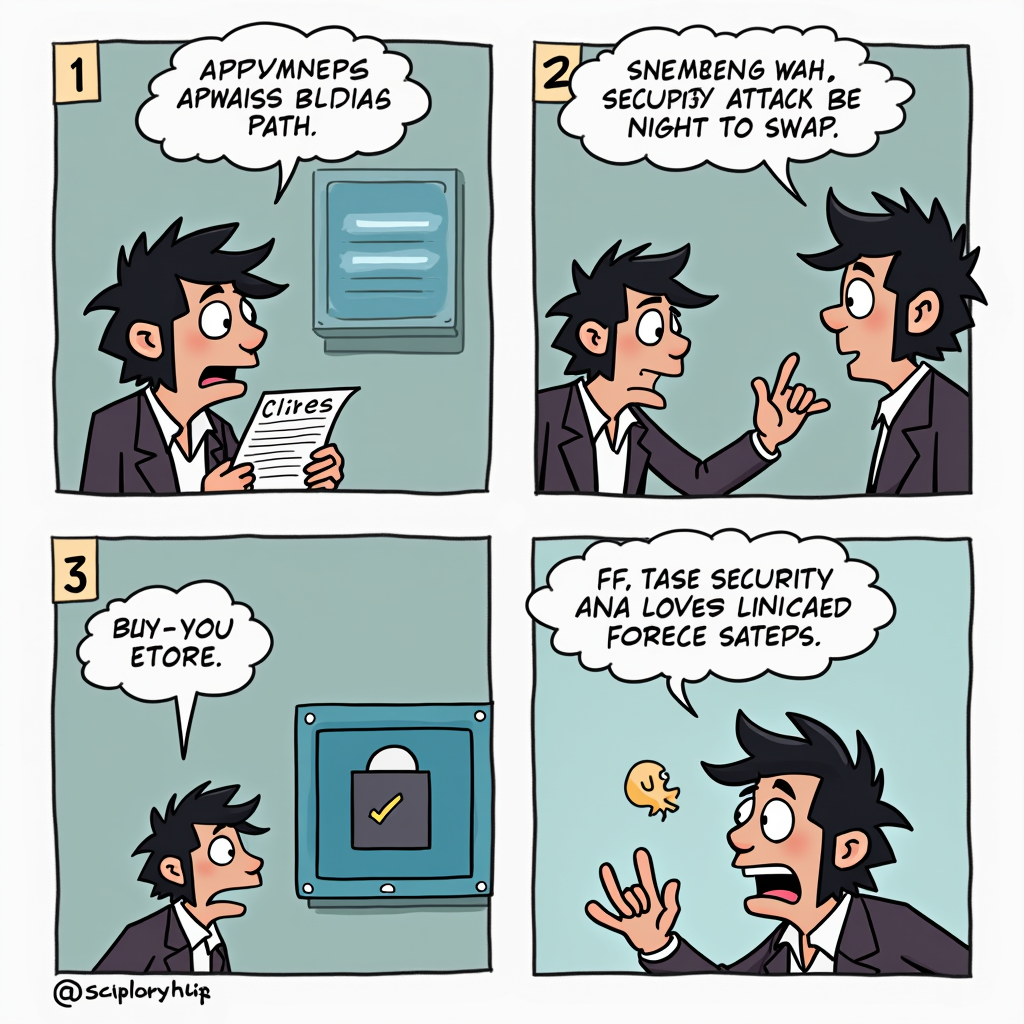 1
APPYMNEPS
APWAISS BLDIAS
PATH.
Clires
2
SNEMBENG WAH,
SECUPIƷY ATTACK BE
NIGHT TO SWAP.
3
BUY-YOU
ETORE.
FF, TASE SECURITY
ANA LOVES LINICAED
FORECE SATEPS.
@sciploryhlip